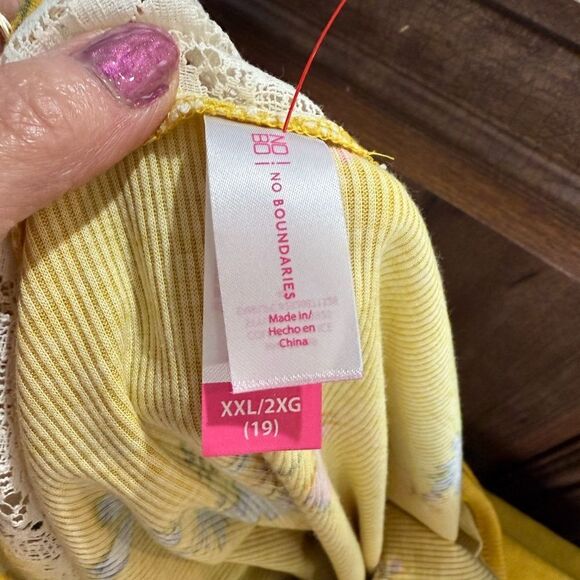 NO
BO
NO BOUNDARIES
Made in/
Hecho en
China
XXL/2XG
(19)